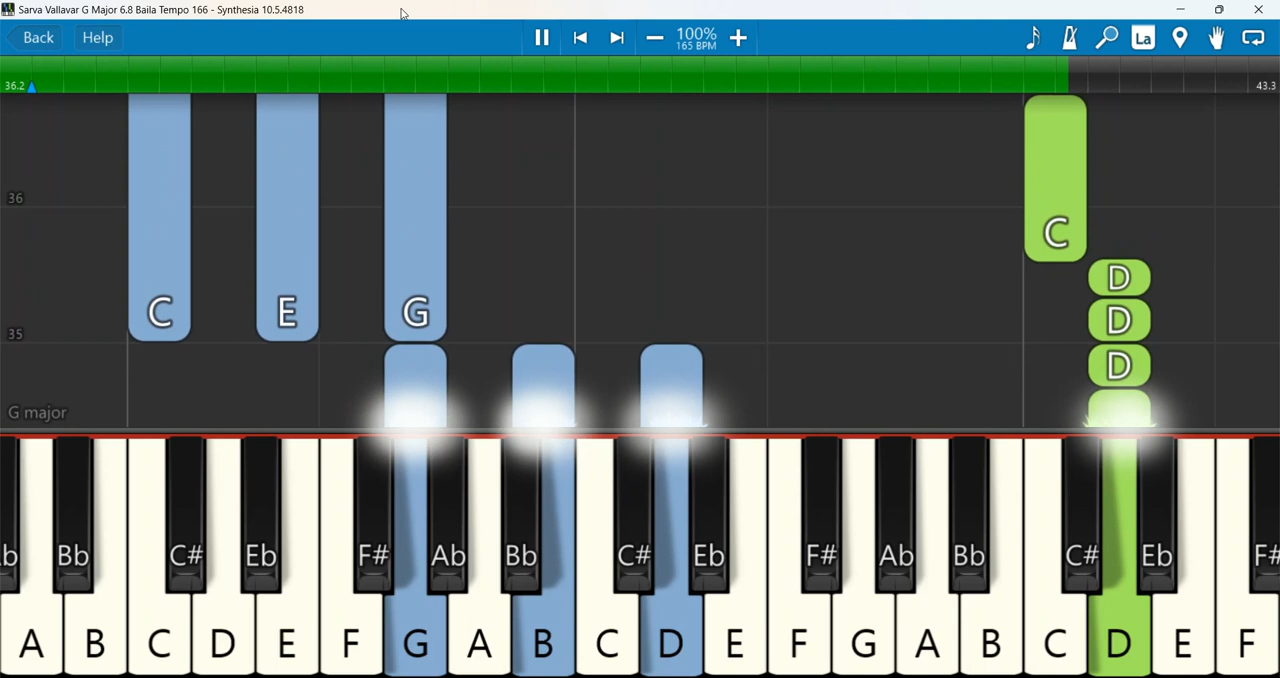 Sarva Vallavar G Major 6.8 Baila Tempo 166 - Synthesia 10.5.4818
Back Help 100% La
165 BPM
36.2 43.3
C
36
C
D
C E G
D
35
D
G major
b Bb C# Eb F# Ab Bb C# Eb F# Ab Bb C# Eb F#
A B C D E F G A B C D E F G A B C D E F